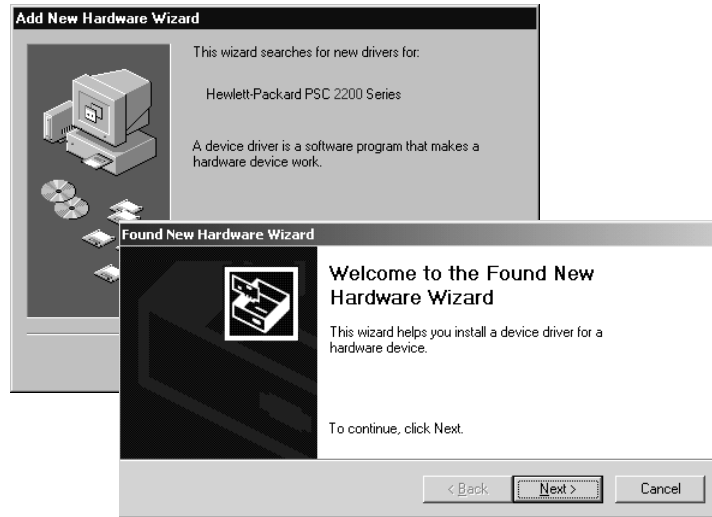 Add New Hardware Wizard
This wizard searches for new drivers for:
Hewlett-Packard PSC 2200 Series
A device driver is a software program that makes a
hardware device work.
Found New Hardware Wizard
Welcome to the Found New
Hardware Wizard
This wizard helps you install a device driver for a
hardware device.
To continue, click Next.
< Back
Next >
Cancel